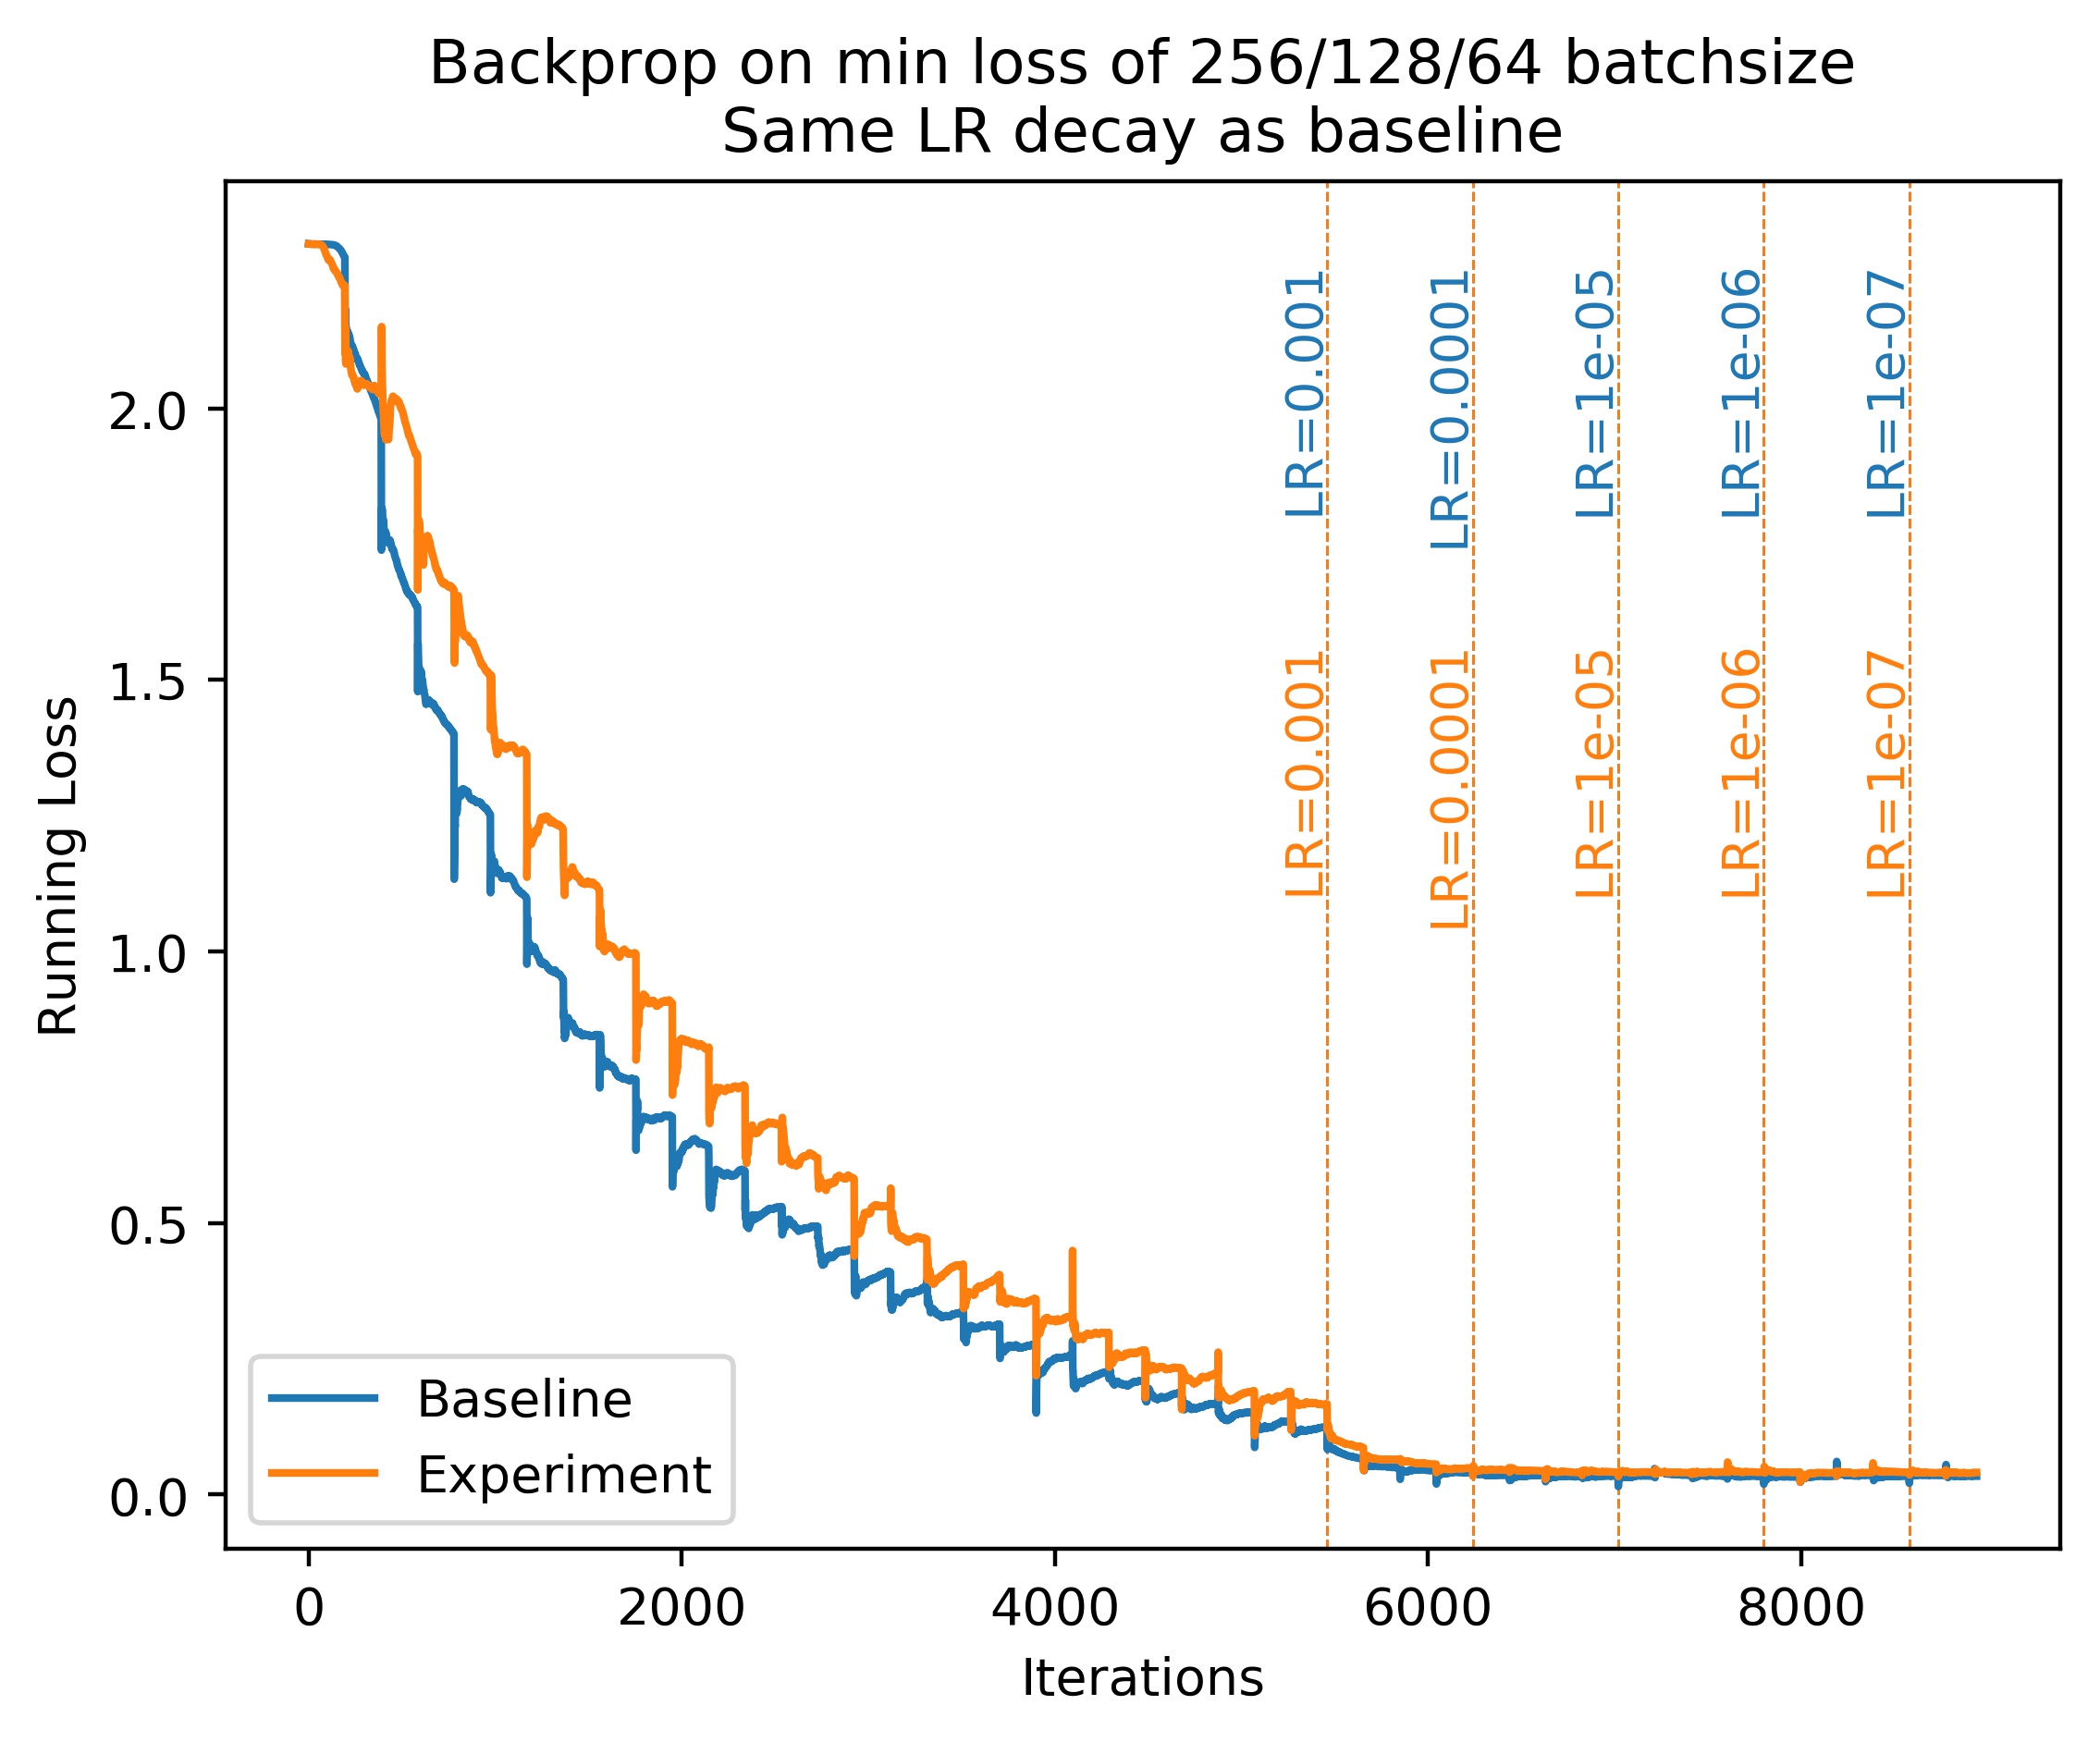 Backprop on min loss of 256/128/64 batchsize
Same LR decay as baseline
Running Loss
2.0
1.5
1.0
0.5
0.0
LR=0.001
LR=0.0001
LR=1e-05
LR=1e-06
LR=1e-07
LR=0.001
LR=0.0001
LR=1e-05
LR=1e-06
LR=1e-07
Baseline
Experiment
0
2000
4000
6000
8000
Iterations